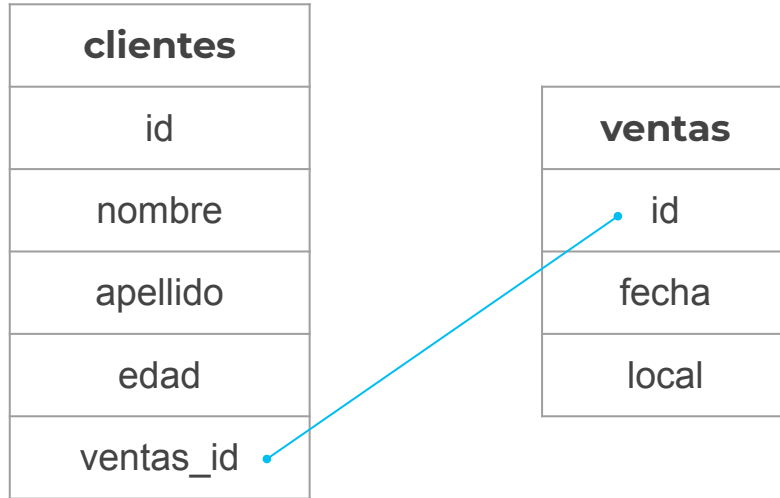 clientes
id
nombre
apellido
edad
ventas_id
ventas
id
fecha
local